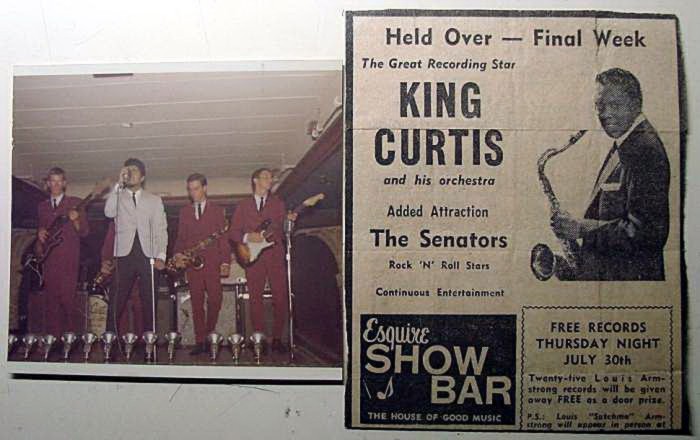 Held Over — Final Week
The Great Recording Star
KING
CURTIS
and his orchestra
Added Attraction
The Senators
Rock 'N' Roll Stars
Continuous Entertainment
Esquire
SHOW
BAR
THE HOUSE OF GOOD MUSIC
FREE RECORDS
THURSDAY NIGHT
JULY 30th
Twenty-five Louis Arm-
strong records will be given
away FREE as a door prize.
P.S.: Louis "Satchmo" Arm-
strong will appear in person at